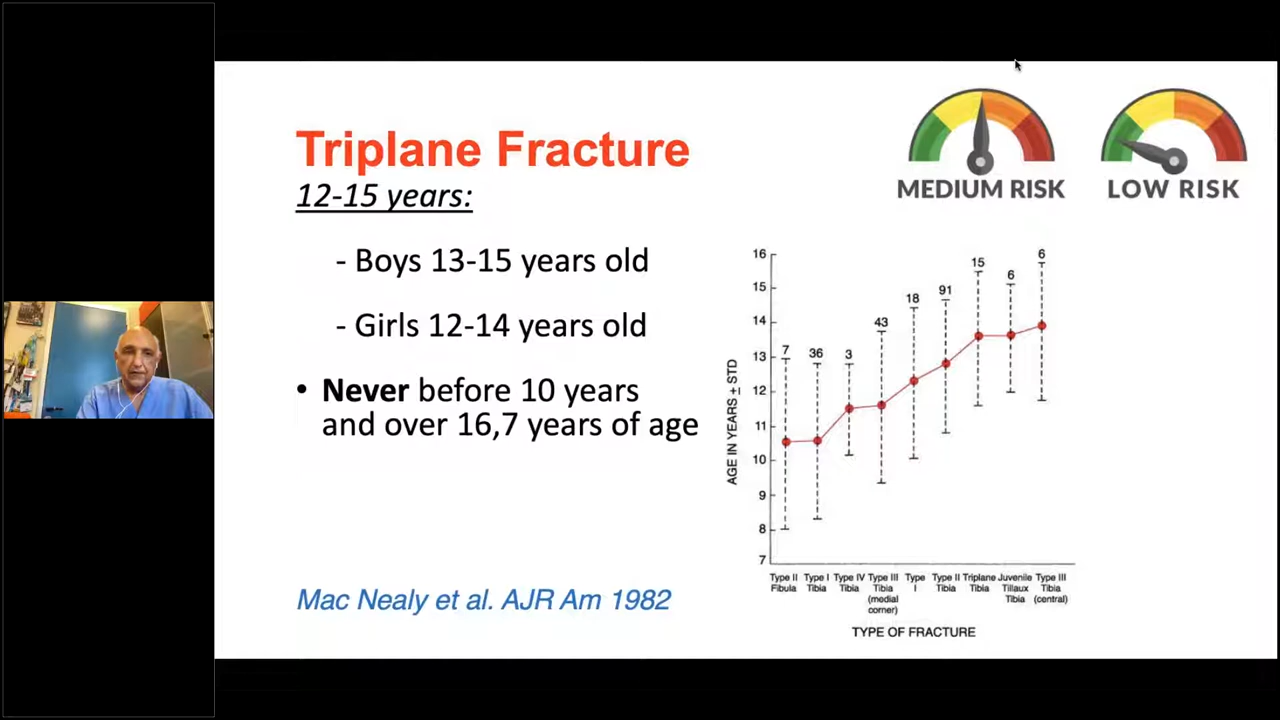 Triplane Fracture
12-15 years:
- Boys 13-15 years old
- Girls 12-14 years old
• Never before 10 years
and over 16,7 years of age
Mac Nealy et al. AJR Am 1982
MEDIUM RISK
LOW RISK
AGE IN YEARS ± STD
16
15
14
13
12
11
10
9
8
7
7
36
3
43
18
91
15
6
6
Type II
Fibula
Type I
Tibia
Type IV
Tibia
Type III
Tibia
(medial
corner)
Type
I
Type II
Tibia
Triplane
Tibia
Juvenile
Tillaux
Tibia
Type III
Tibia
(central)
TYPE OF FRACTURE